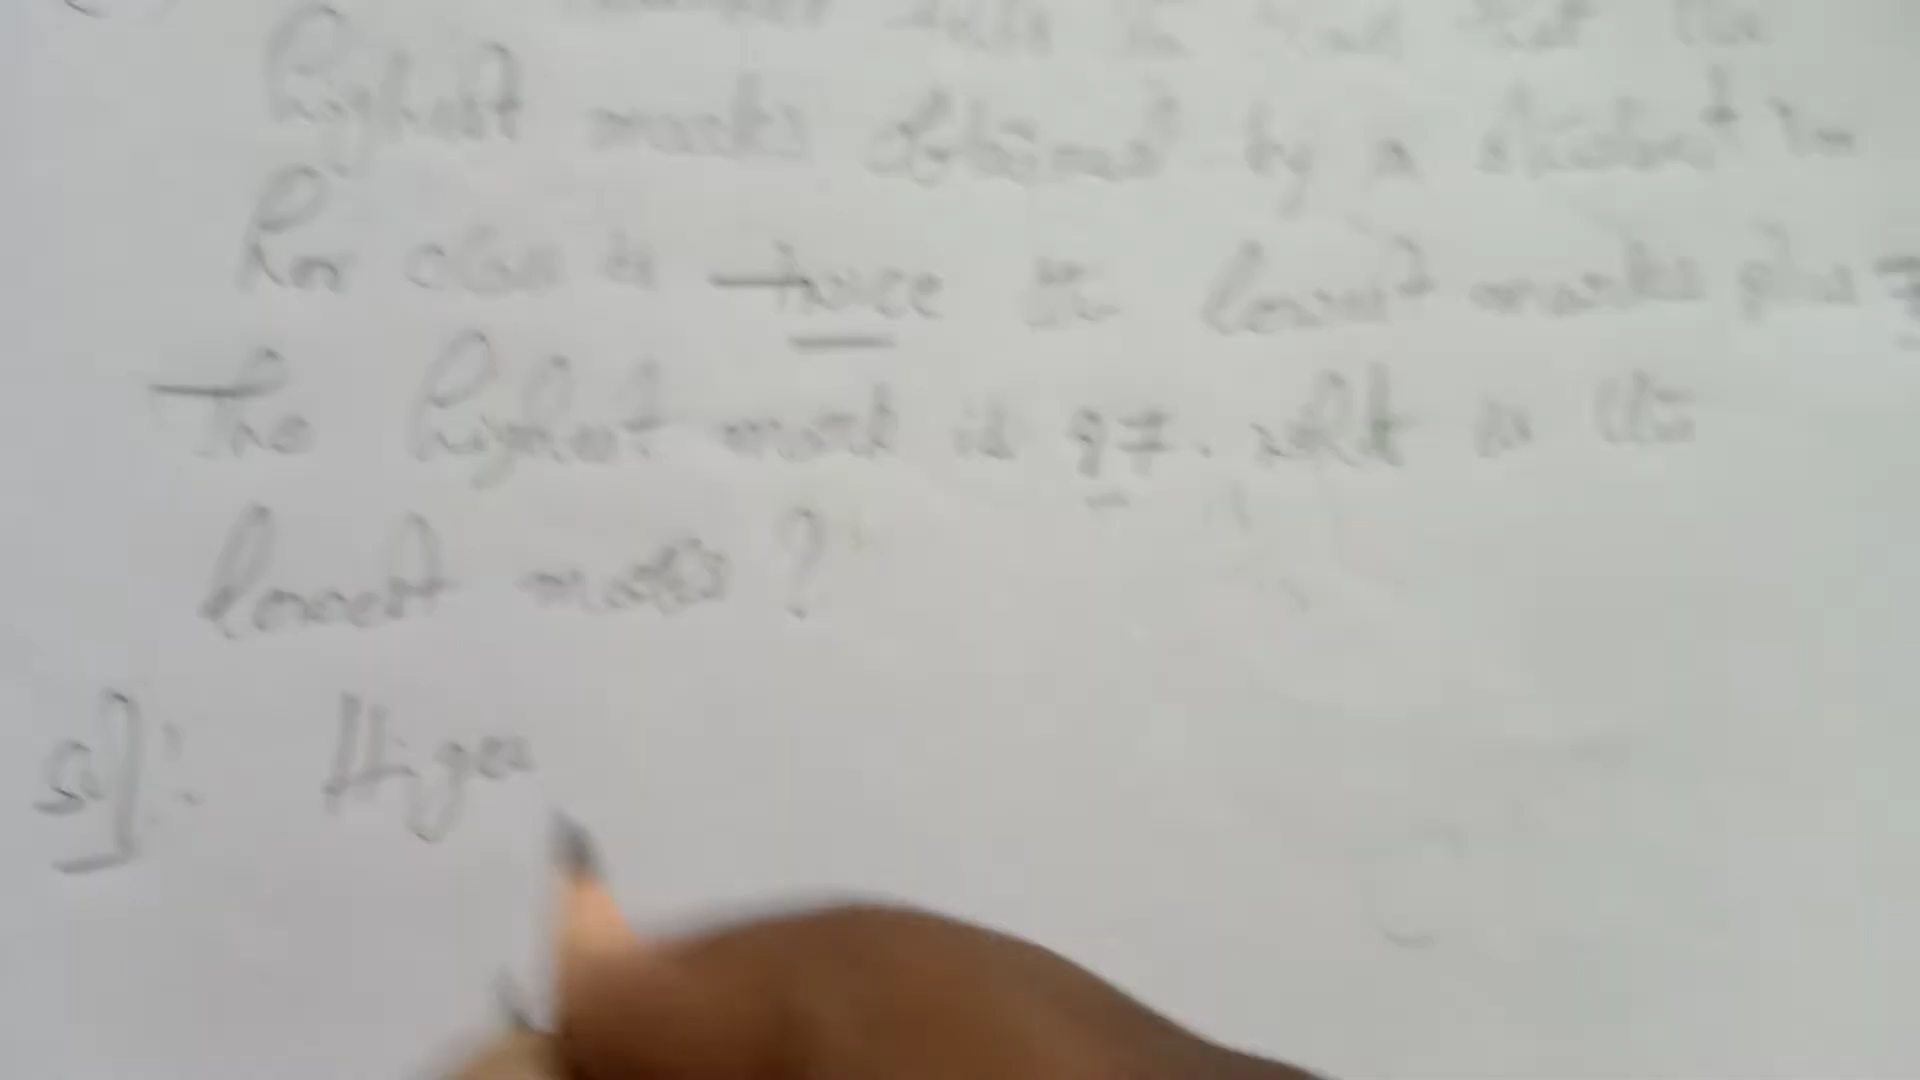 highest marks obtained by a student in
her class is twice the lowest marks plus 7
The highest mark is 97. what is the
lowest marks ?
Sol: Highe